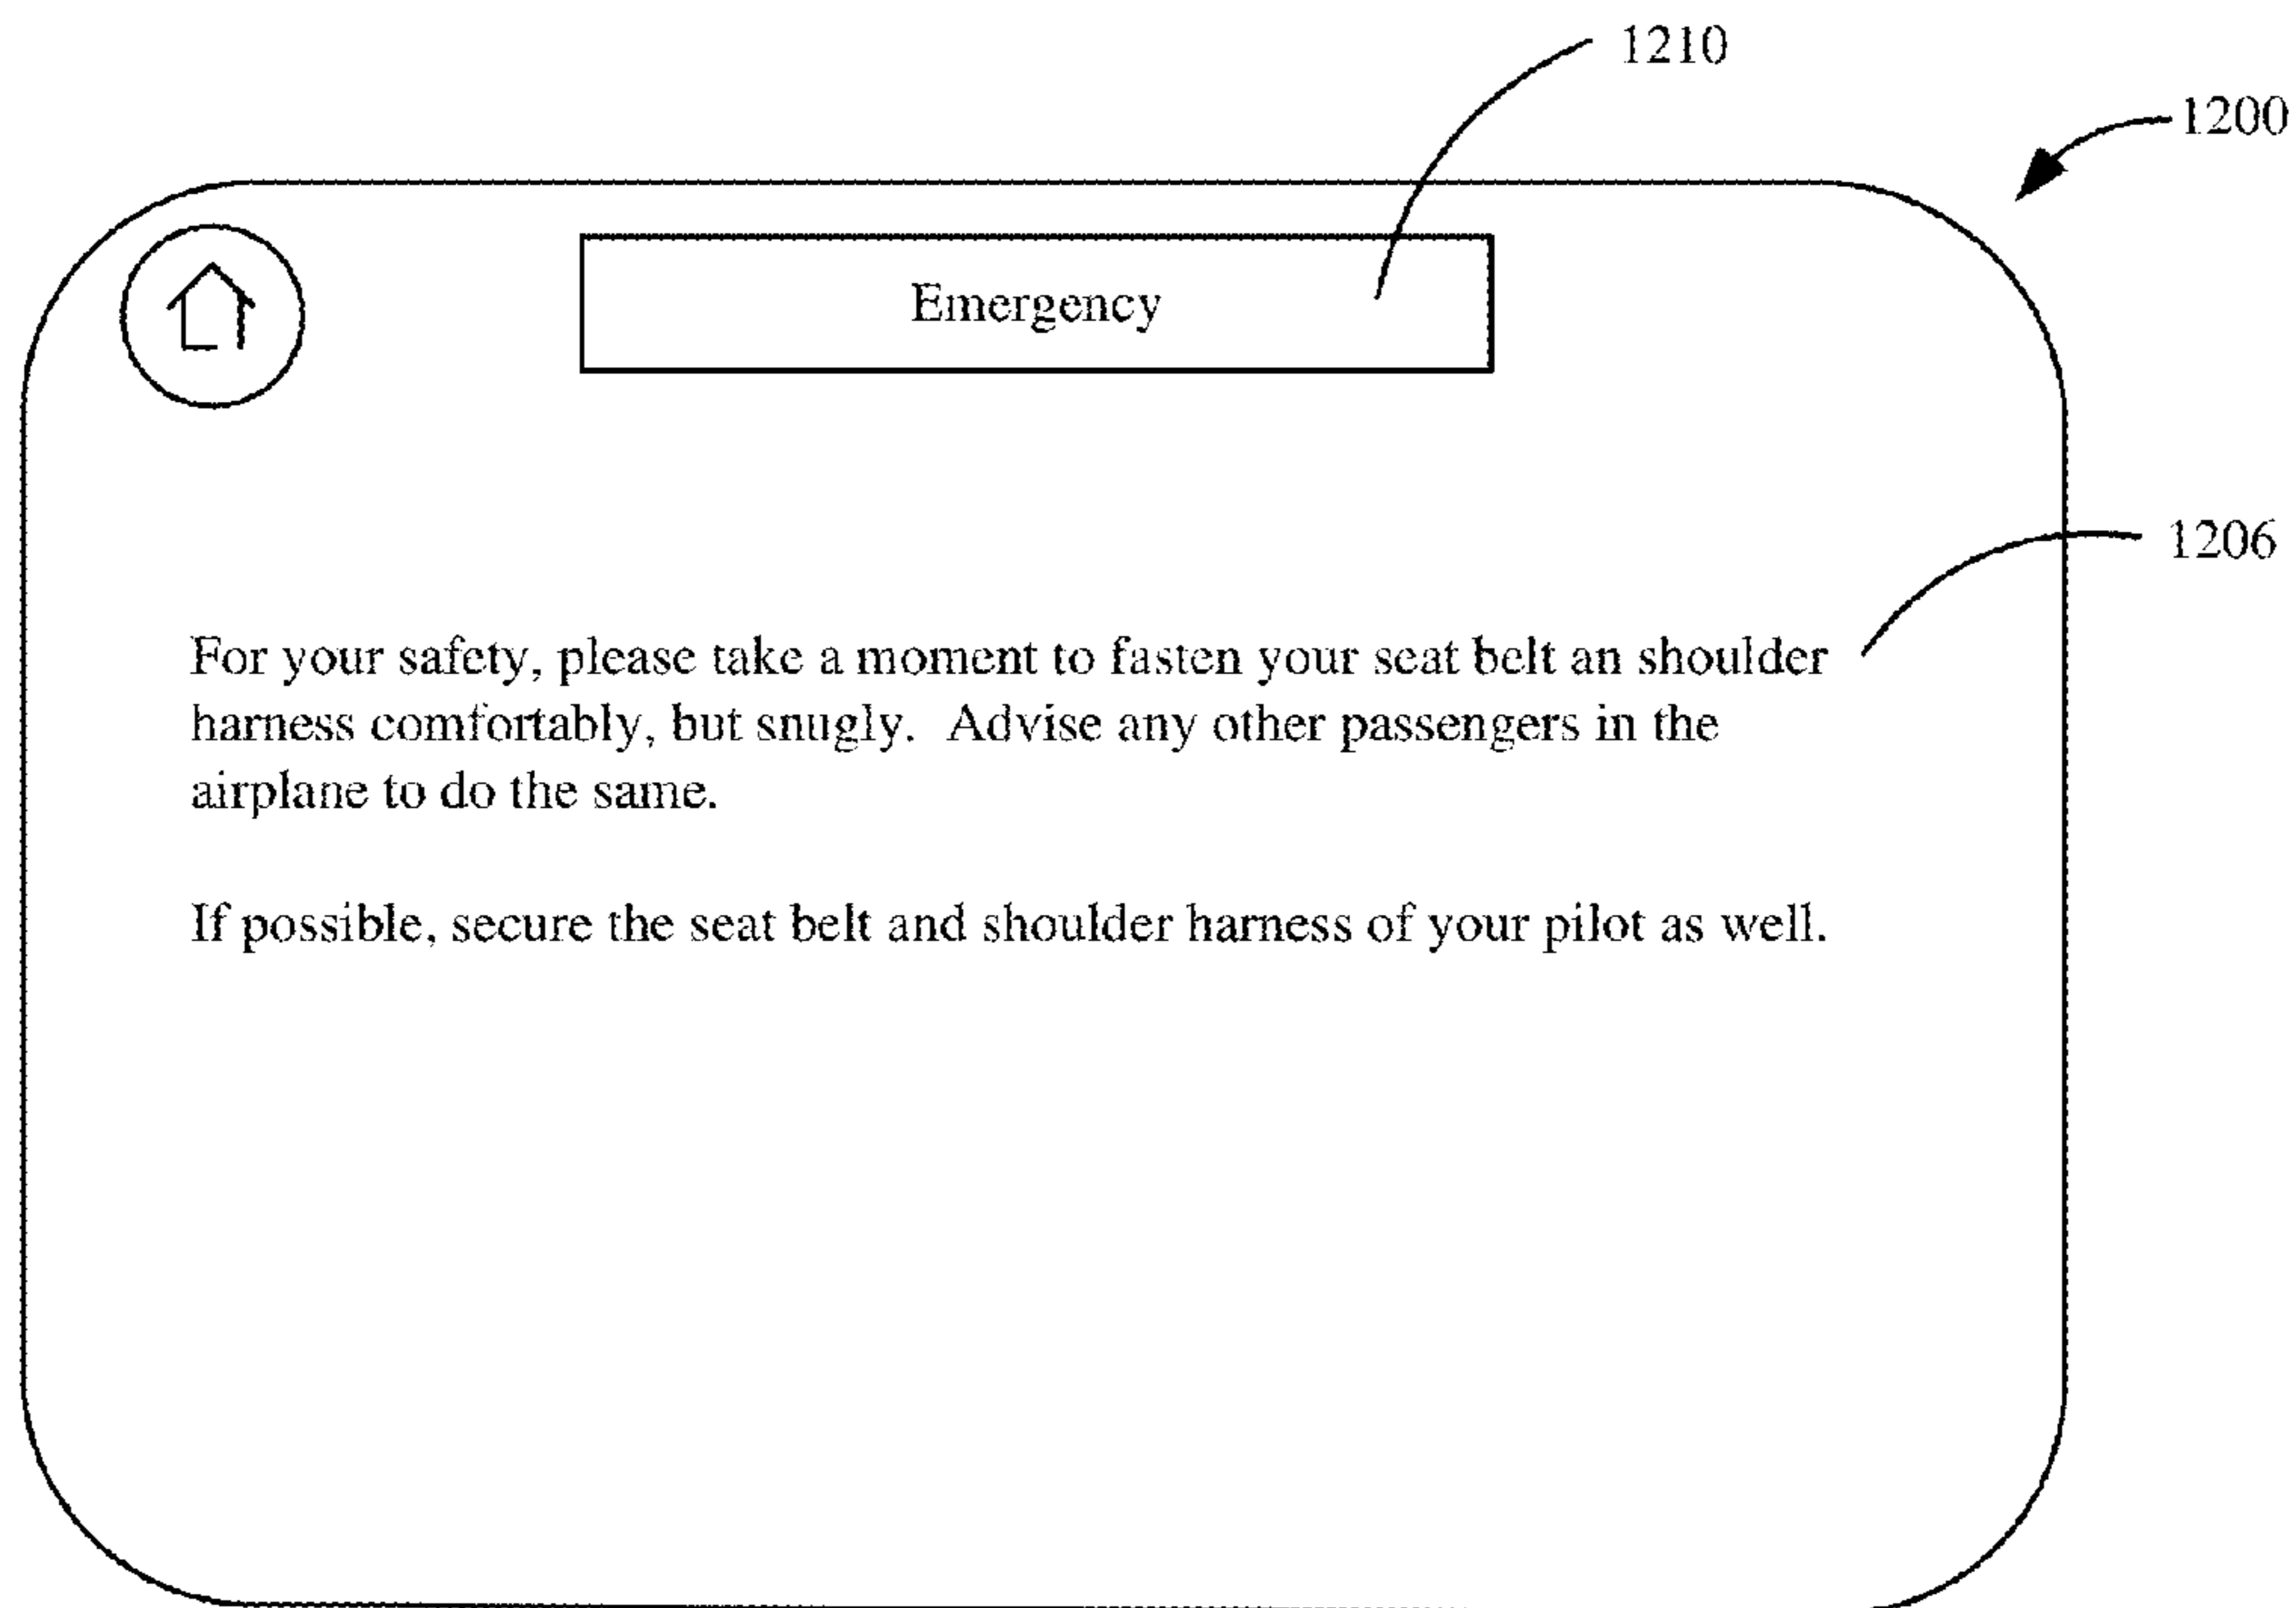 1210
1200
Emergency
1206
For your safety, please take a moment to fasten your seat belt an shoulder
harness comfortably, but snugly.  Advise any other passengers in the
airplane to do the same.
If possible, secure the seat belt and shoulder harness of your pilot as well.